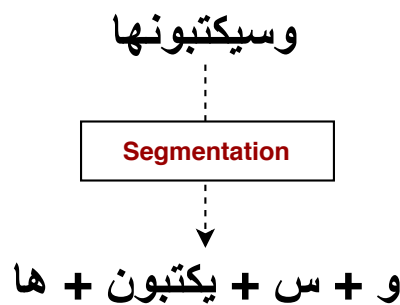 وسيكتبونها
Segmentation
و + س + يكتبون + ها